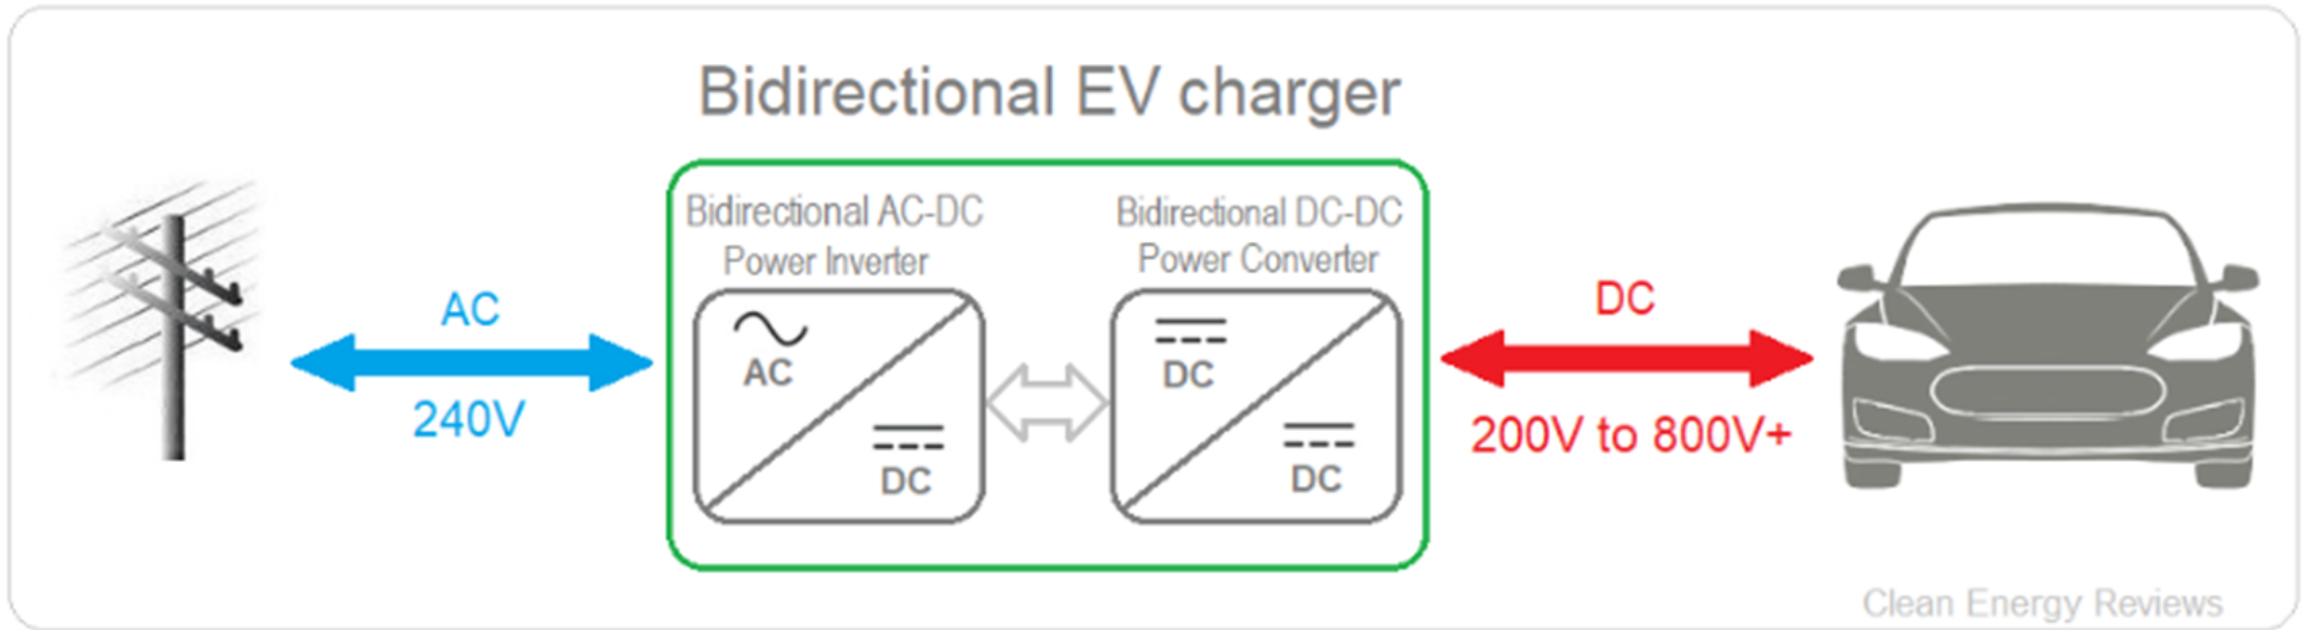 Bidirectional EV charger
Bidirectional AC-DC
Power Inverter
Bidirectional DC-DC
Power Converter
AC
240V
AC
DC
DC
DC
DC
200V to 800V+
Clean Energy Reviews